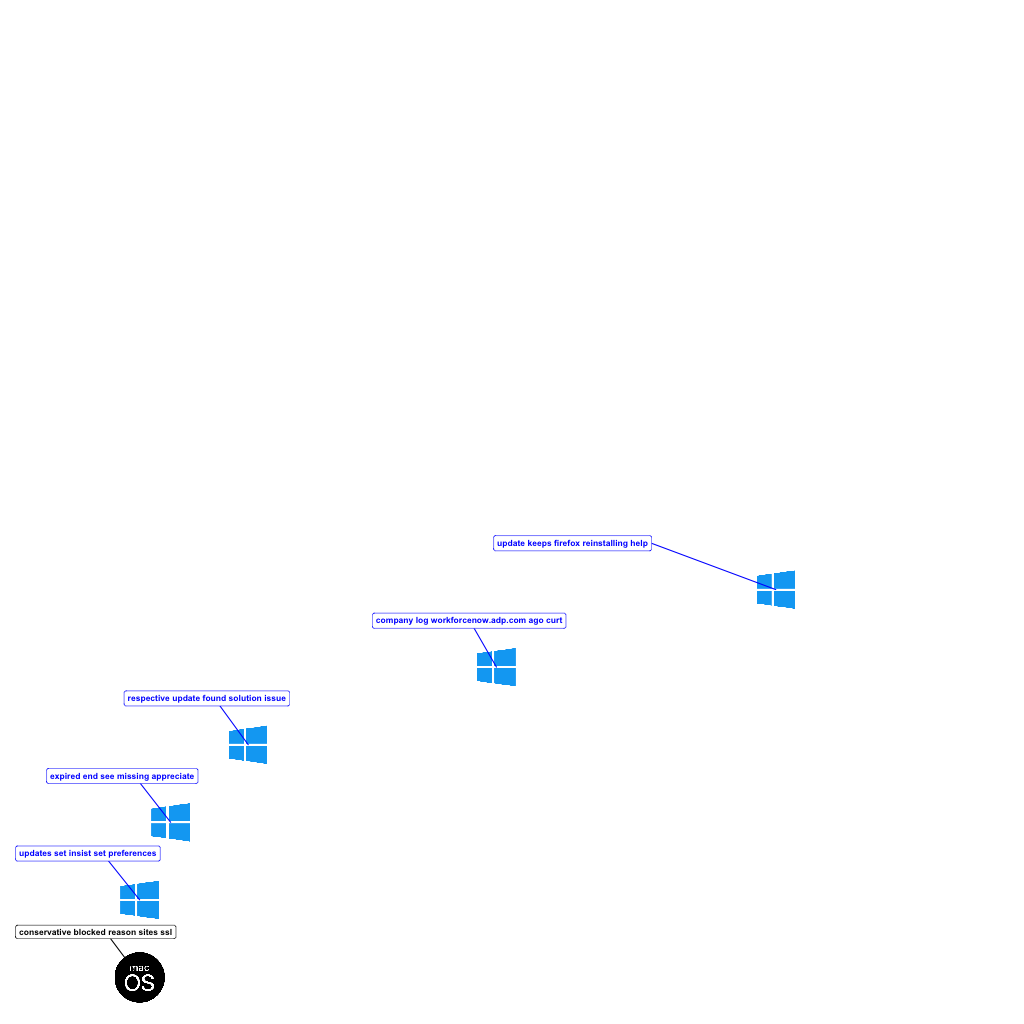 update keeps firefox reinstalling help
company log workforcenow.adp.com ago curt
respective update found solution issue
expired end see missing appreciate
updates set insist set preferences
conservative blocked reason sites ssl
mac
OS